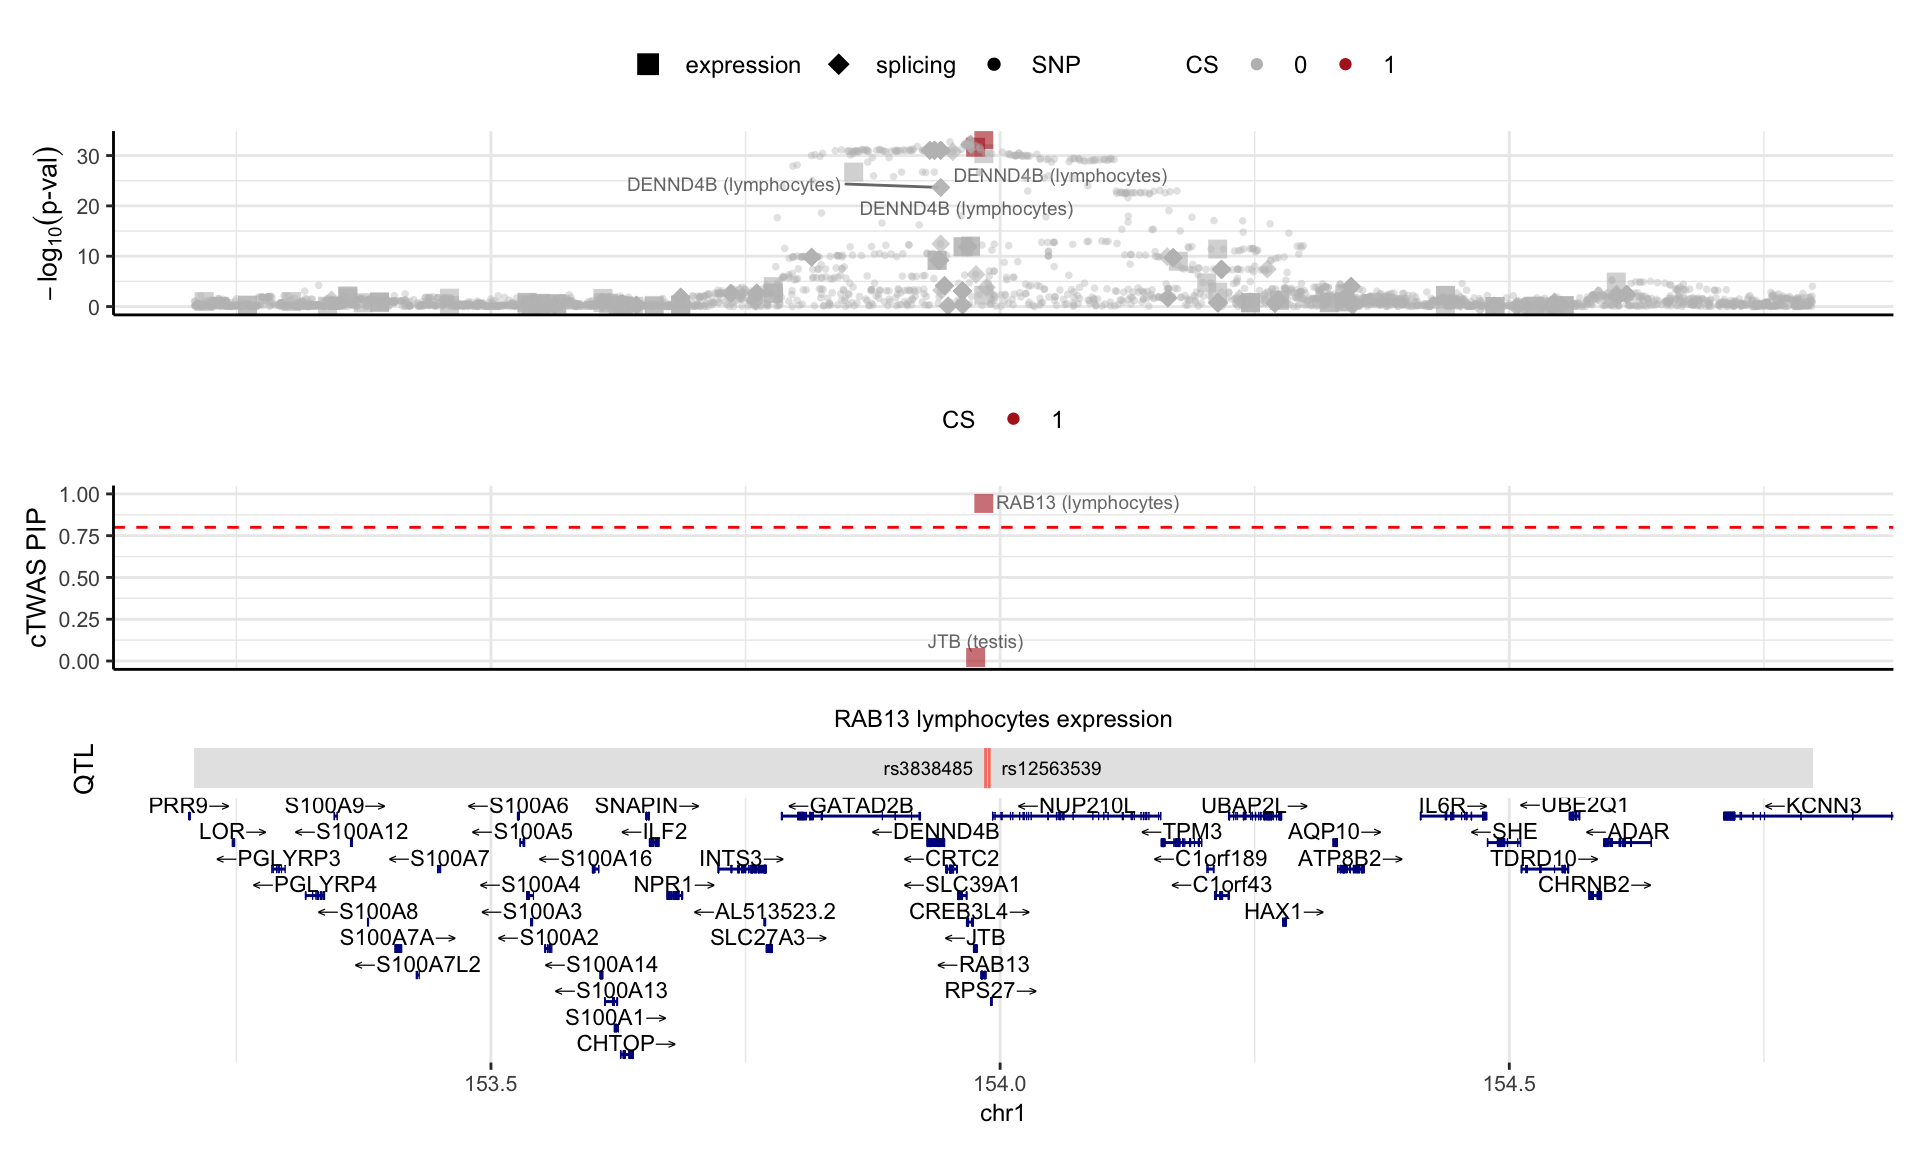 expression splicing SNP CS 0 1
−log10(p-val)
30
20
10
0
DENND4B (lymphocytes)
DENND4B (lymphocytes)
DENND4B (lymphocytes)
CS 1
cTWAS PIP
1.00
0.75
0.50
0.25
0.00
RAB13 (lymphocytes)
JTB (testis)
RAB13 lymphocytes expression
QTL
rs3838485 rs12563539
PRR9→ S100A9→ ←S100A6 SNAPIN→ ←GATAD2B ←NUP210L UBAP2L→ IL6R→ ←UBE2Q1 ←KCNN3
LOR→ ←S100A12 ←S100A5 ←ILF2 ←DENND4B ←TPM3 AQP10→ ←SHE ←ADAR
←PGLYRP3 ←S100A7 ←S100A16 INTS3→ ←CRTC2 ←C1orf189 ATP8B2→ TDRD10→
←PGLYRP4 ←S100A4 NPR1→ ←SLC39A1 ←C1orf43 CHRNB2→
←S100A8 ←S100A3 ←AL513523.2 CREB3L4→ HAX1→
S100A7A→ ←S100A2 SLC27A3→ ←JTB
←S100A7L2 ←S100A14 ←RAB13
←S100A13 RPS27→
S100A1→
CHTOP→
153.5 154.0 154.5
chr1